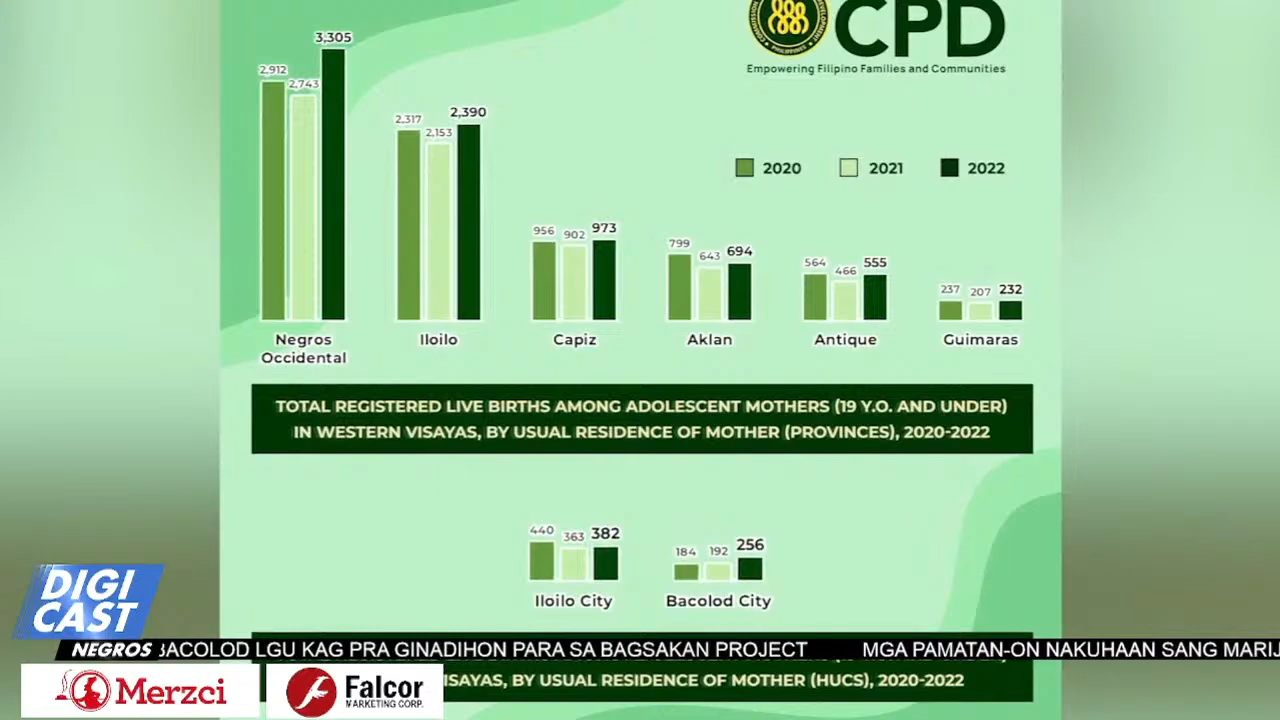 CPD
Empowering Filipino Families and Communities
3,305
2,912
2,743
2,317
2,153
2,390
2020
2021
2022
956
902
973
799
643
694
564
466
555
237
207
232
Negros
Occidental
Iloilo
Capiz
Aklan
Antique
Guimaras
TOTAL REGISTERED LIVE BIRTHS AMONG ADOLESCENT MOTHERS (19 Y.O. AND UNDER)
IN WESTERN VISAYAS, BY USUAL RESIDENCE OF MOTHER (PROVINCES), 2020-2022
440
363
382
184
192
256
Iloilo City
Bacolod City
DIGI
CAST
NEGROS
BACOLOD LGU KAG PRA GINADIHON PARA SA BAGSAKAN PROJECT
MGA PAMATAN-ON NAKUHAAN SANG MARIJ
ISAYAS, BY USUAL RESIDENCE OF MOTHER (HUCS), 2020-2022
Merzci
Falcor
MARKETING CORP.